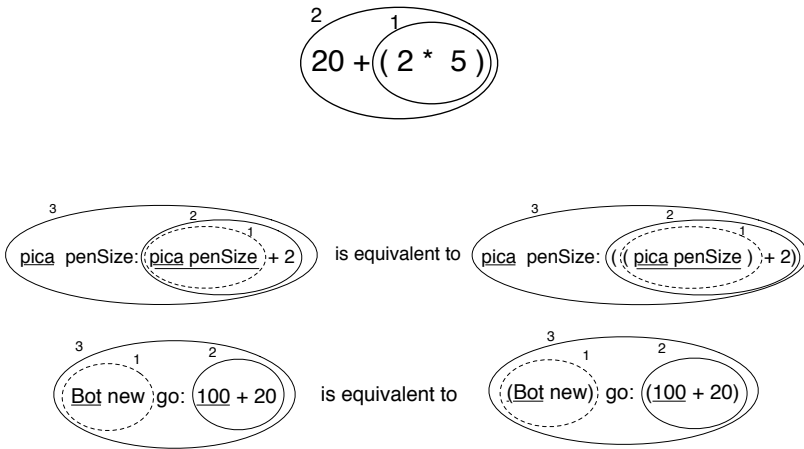 2
1
20 + ( 2 * 5 )
3 2 1 3 2 1
pica penSize: pica penSize + 2 is equivalent to pica penSize: ( ( pica penSize ) + 2)
3 1 2 3 1 2
Bot new go: 100 + 20 is equivalent to (Bot new) go: (100 + 20)